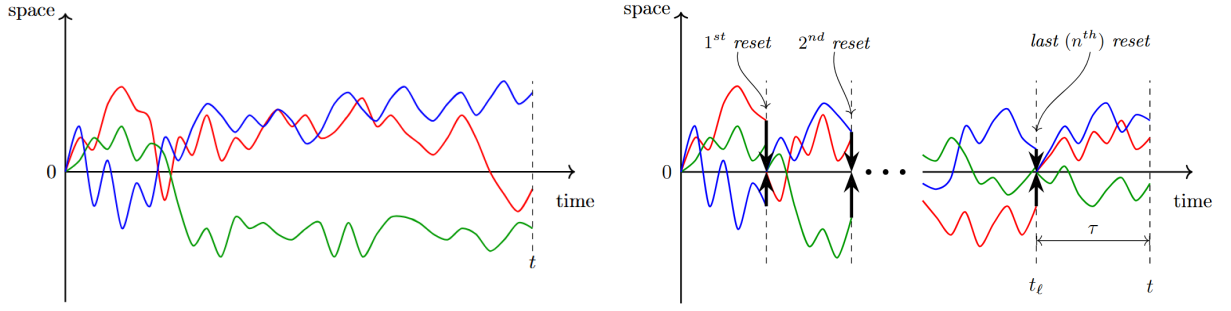 space
0
time
t
space
1st reset
2nd reset
last (nth) reset
0
time
τ
tℓ
t